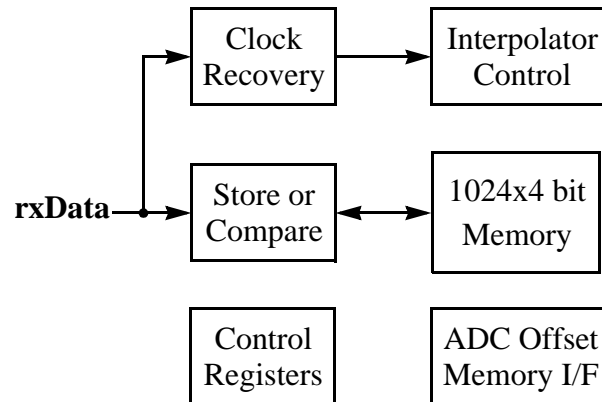 Clock
Recovery
Interpolator
Control
rxData
Store or
Compare
1024x4 bit
Memory
Control
Registers
ADC Offset
Memory I/F